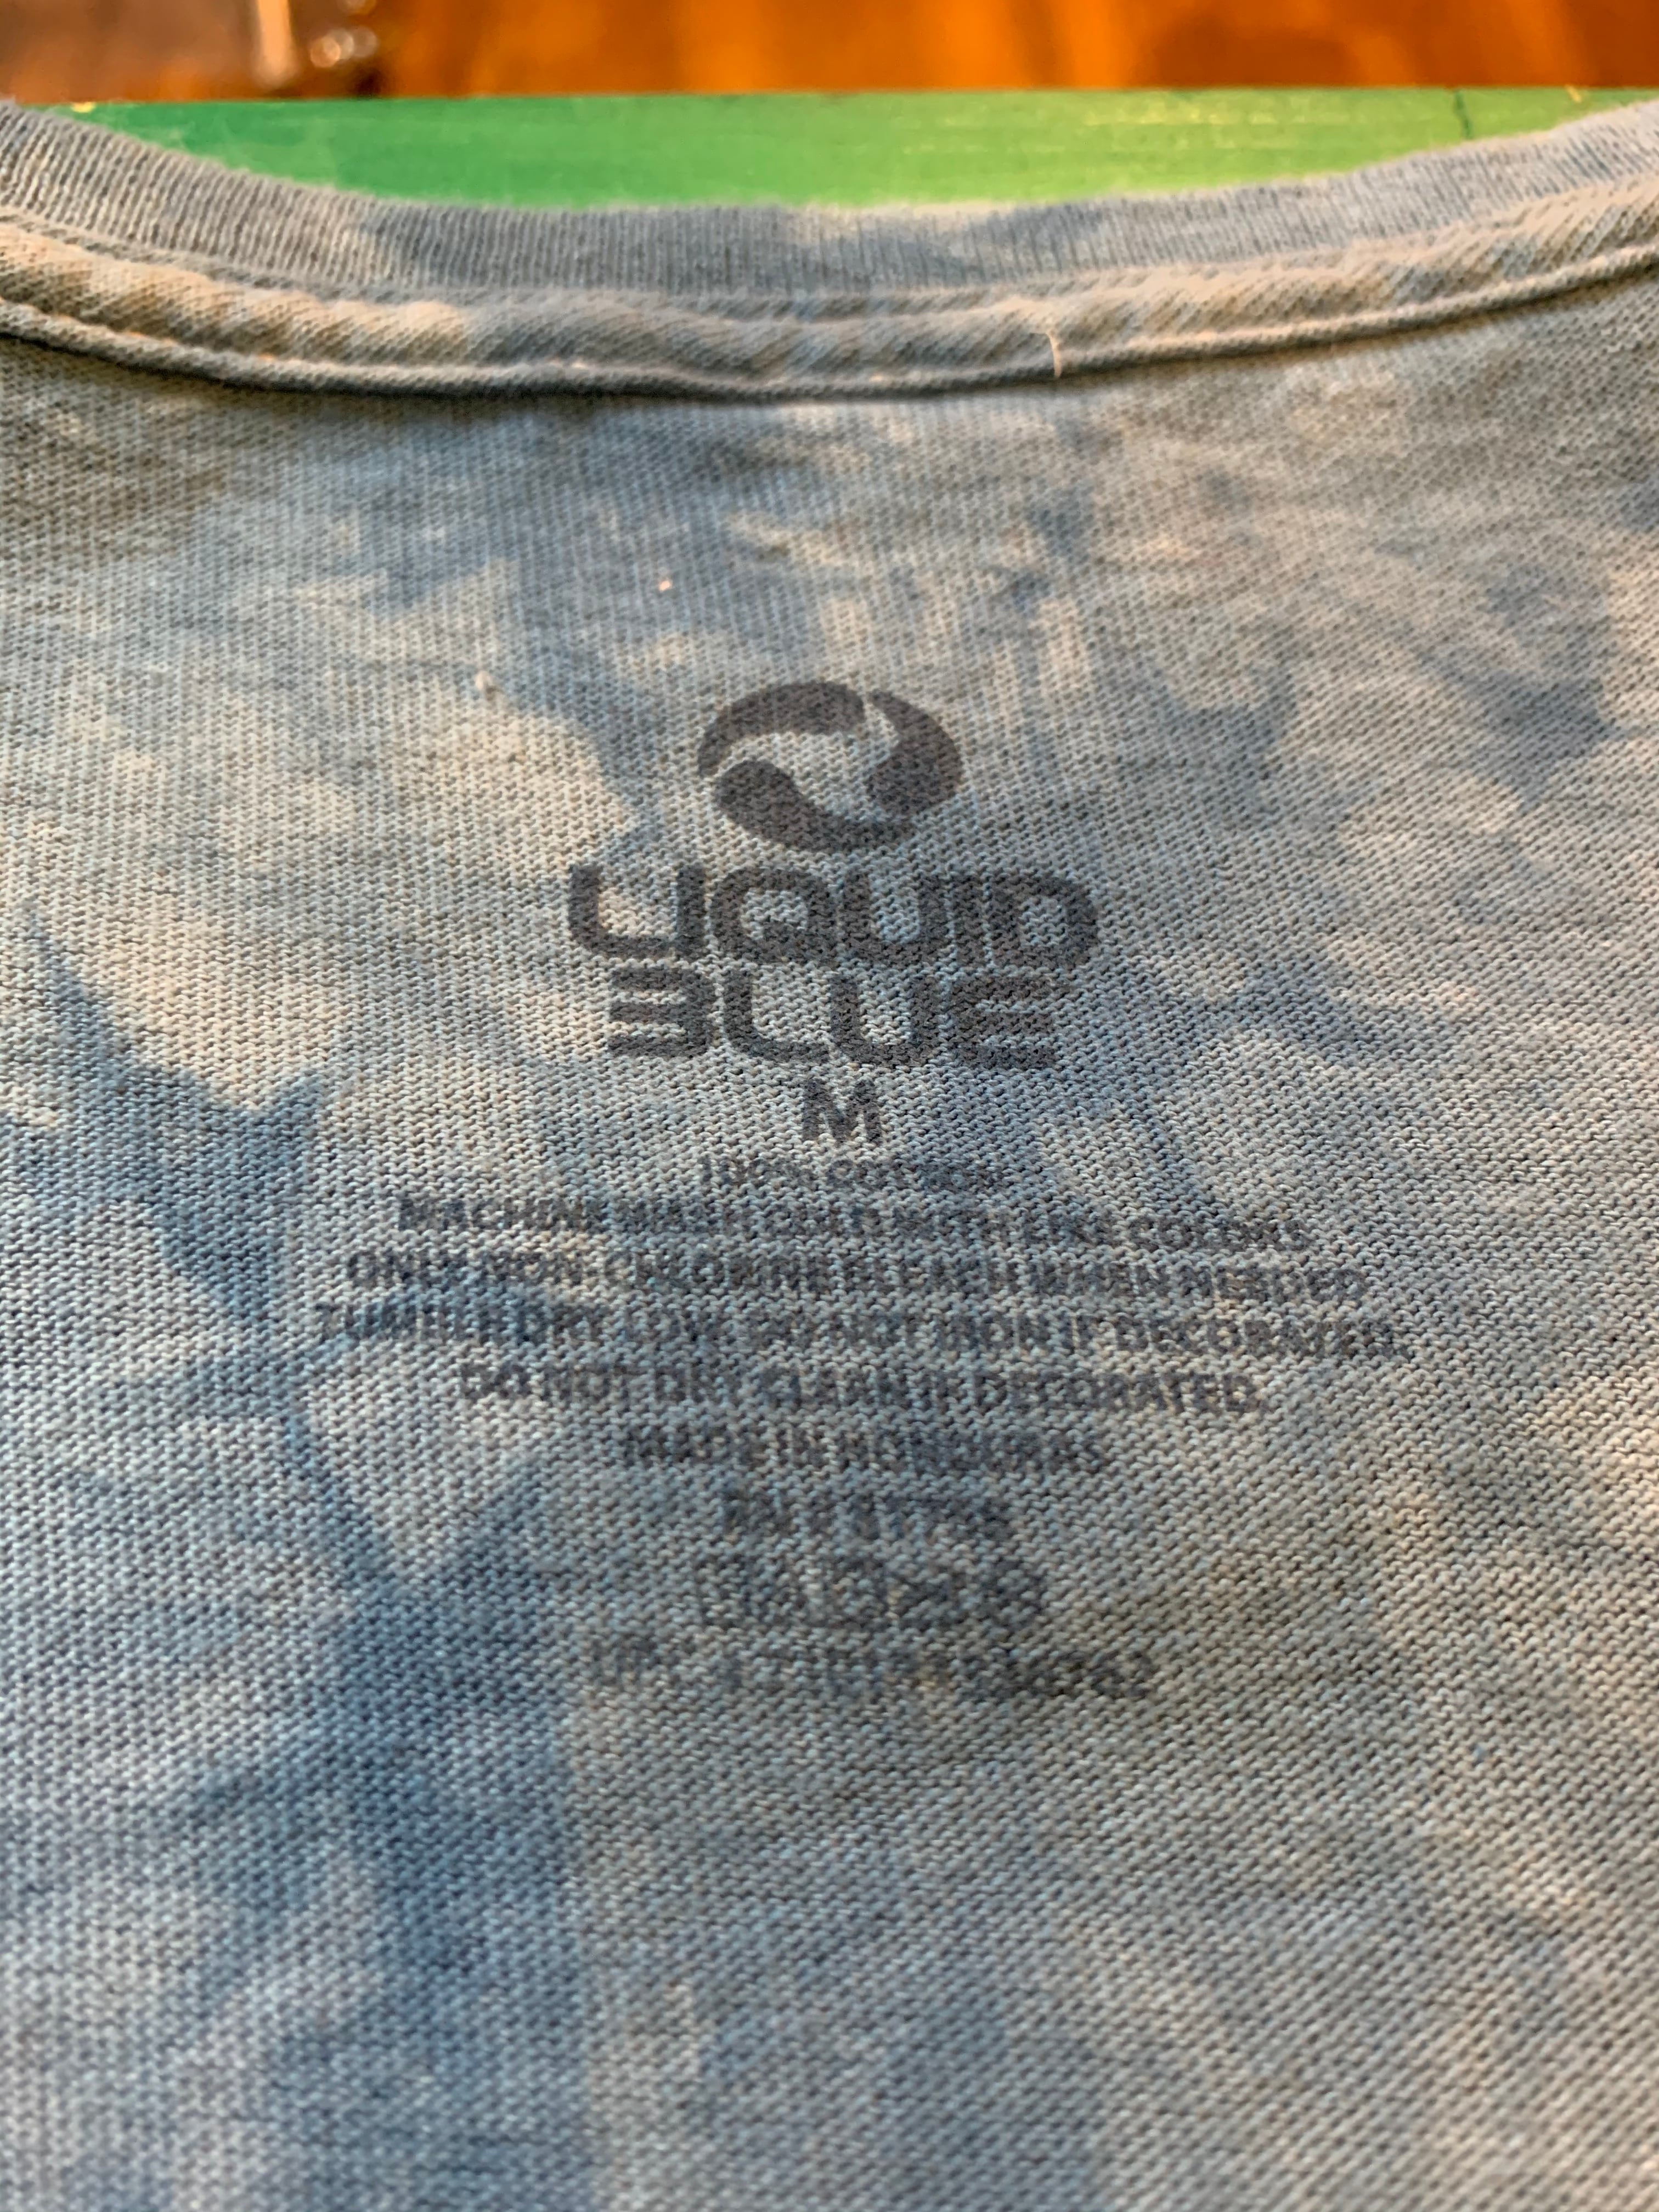 LIQUID
BLUE
M
100% COTTON
MACHINE WASH COLD WITH LIKE COLORS
ONLY NON-CHLORINE BLEACH WHEN NEEDED
TUMBLE DRY LOW. DO NOT IRON IF DECORATED.
DO NOT DRY CLEAN IF DECORATED.
MADE IN HONDURAS
RN #